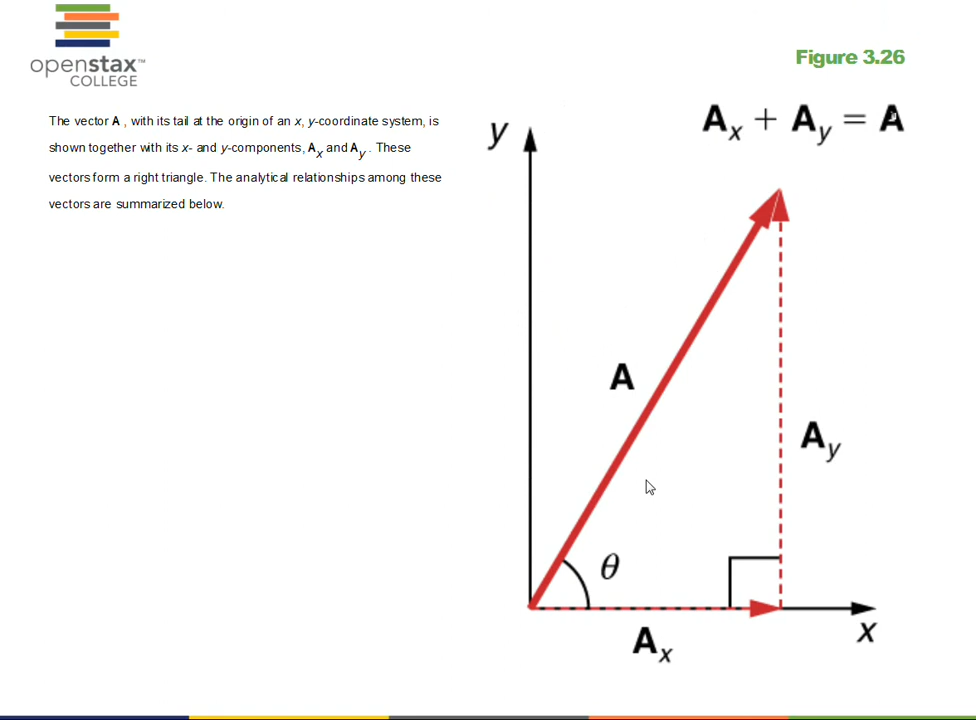 openstax™
COLLEGE
Figure 3.26
The vector A , with its tail at the origin of an x, y-coordinate system, is
shown together with its x- and y-components, Ax and Ay . These
vectors form a right triangle. The analytical relationships among these
vectors are summarized below.
Ax + Ay = A
y
A
Ay
θ
Ax
x